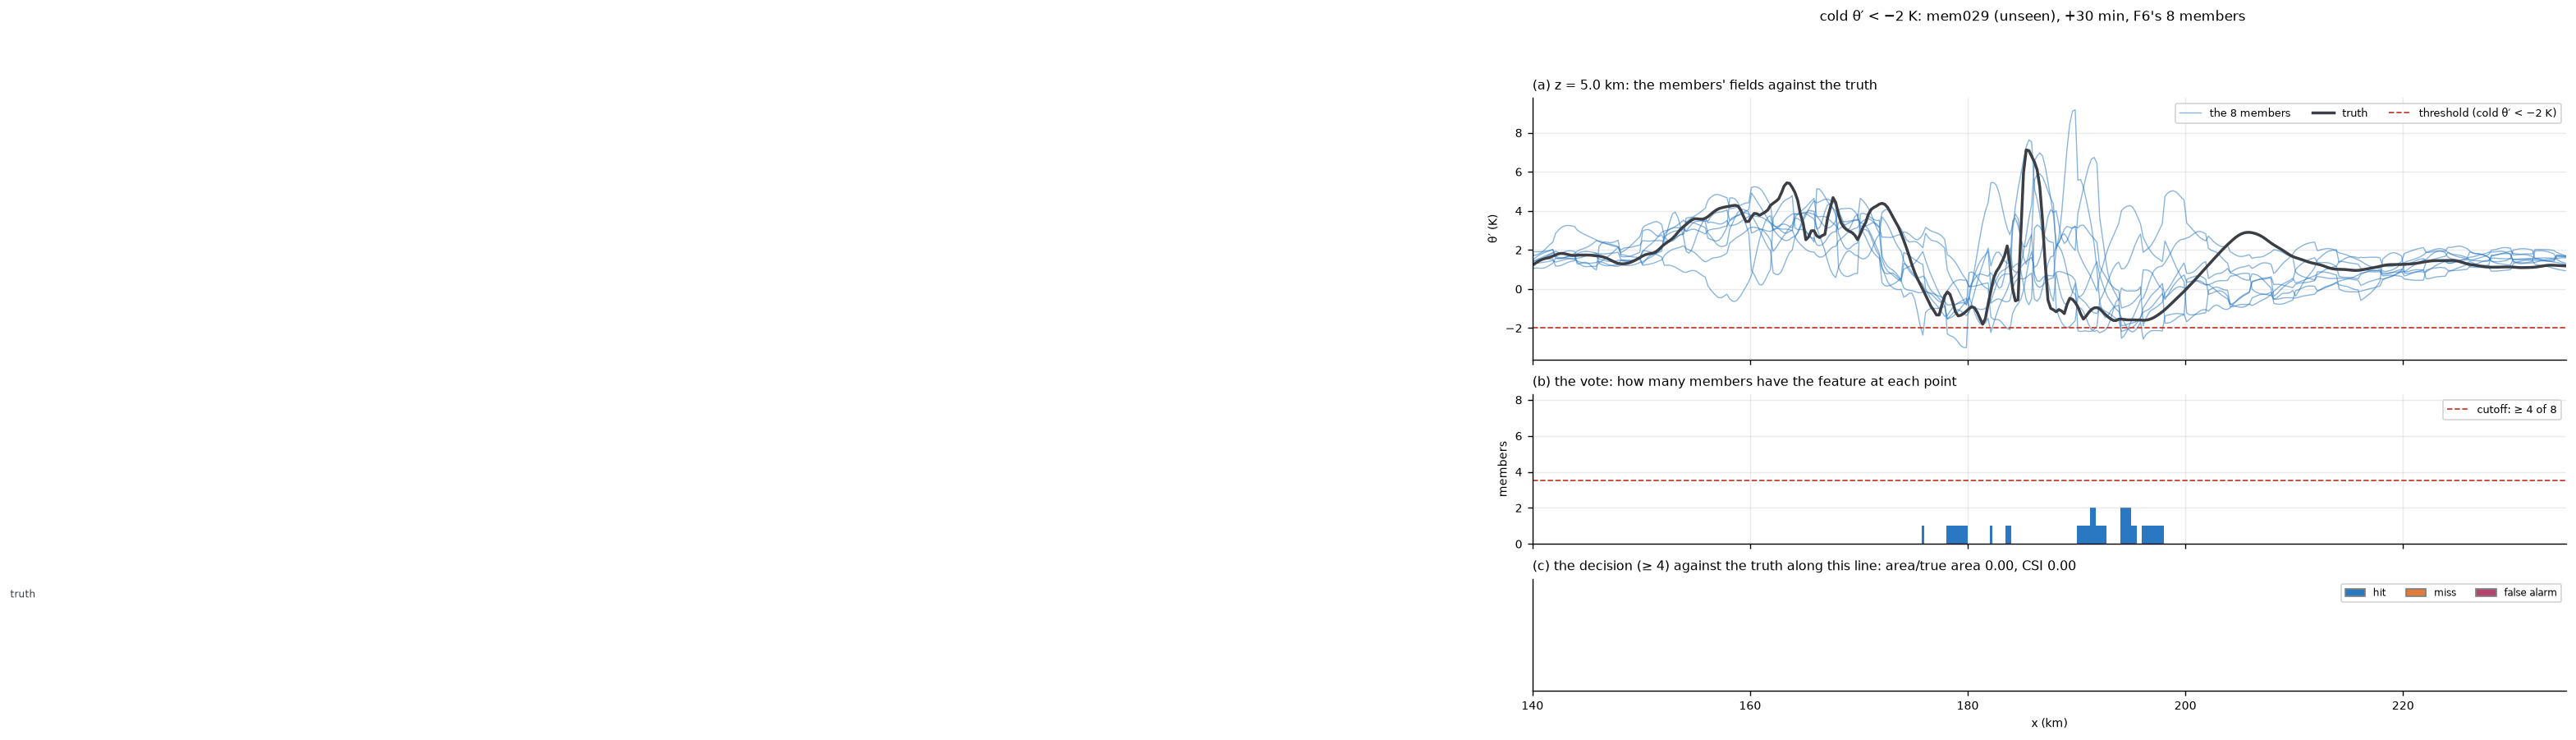 cold θ′ < −2 K: mem029 (unseen), +30 min, F6's 8 members
(a) z = 5.0 km: the members' fields against the truth
the 8 members truth threshold (cold θ′ < −2 K)
8
6
4
2
0
−2
θ′ (K)
(b) the vote: how many members have the feature at each point
cutoff: ≥ 4 of 8
8
6
4
2
0
members
(c) the decision (≥ 4) against the truth along this line: area/true area 0.00, CSI 0.00
hit miss false alarm
truth
140 160 180 200 220
x (km)